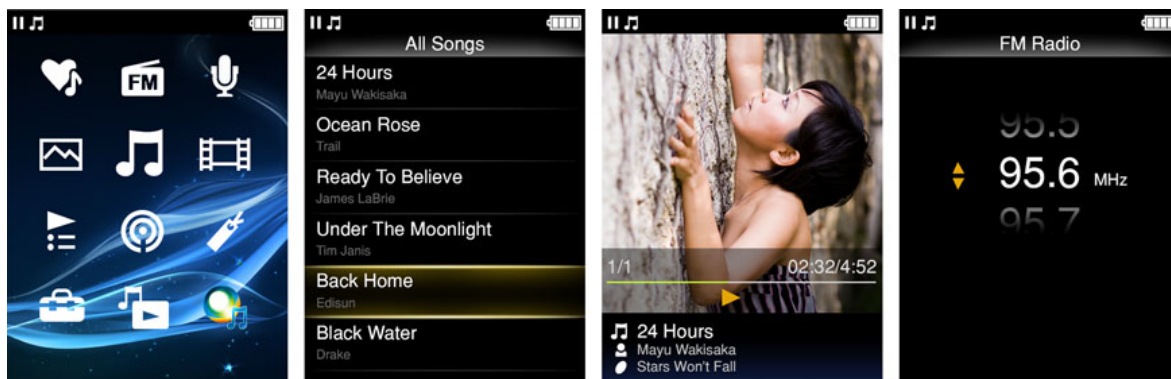 FM
All Songs
24 Hours
Mayu Wakisaka
Ocean Rose
Trail
Ready To Believe
James LaBrie
Under The Moonlight
Tim Janis
Back Home
Edisun
Black Water
Drake
1/1 02:32/4:52
24 Hours
Mayu Wakisaka
Stars Won't Fall
FM Radio
95.5
95.6 MHz
95.7